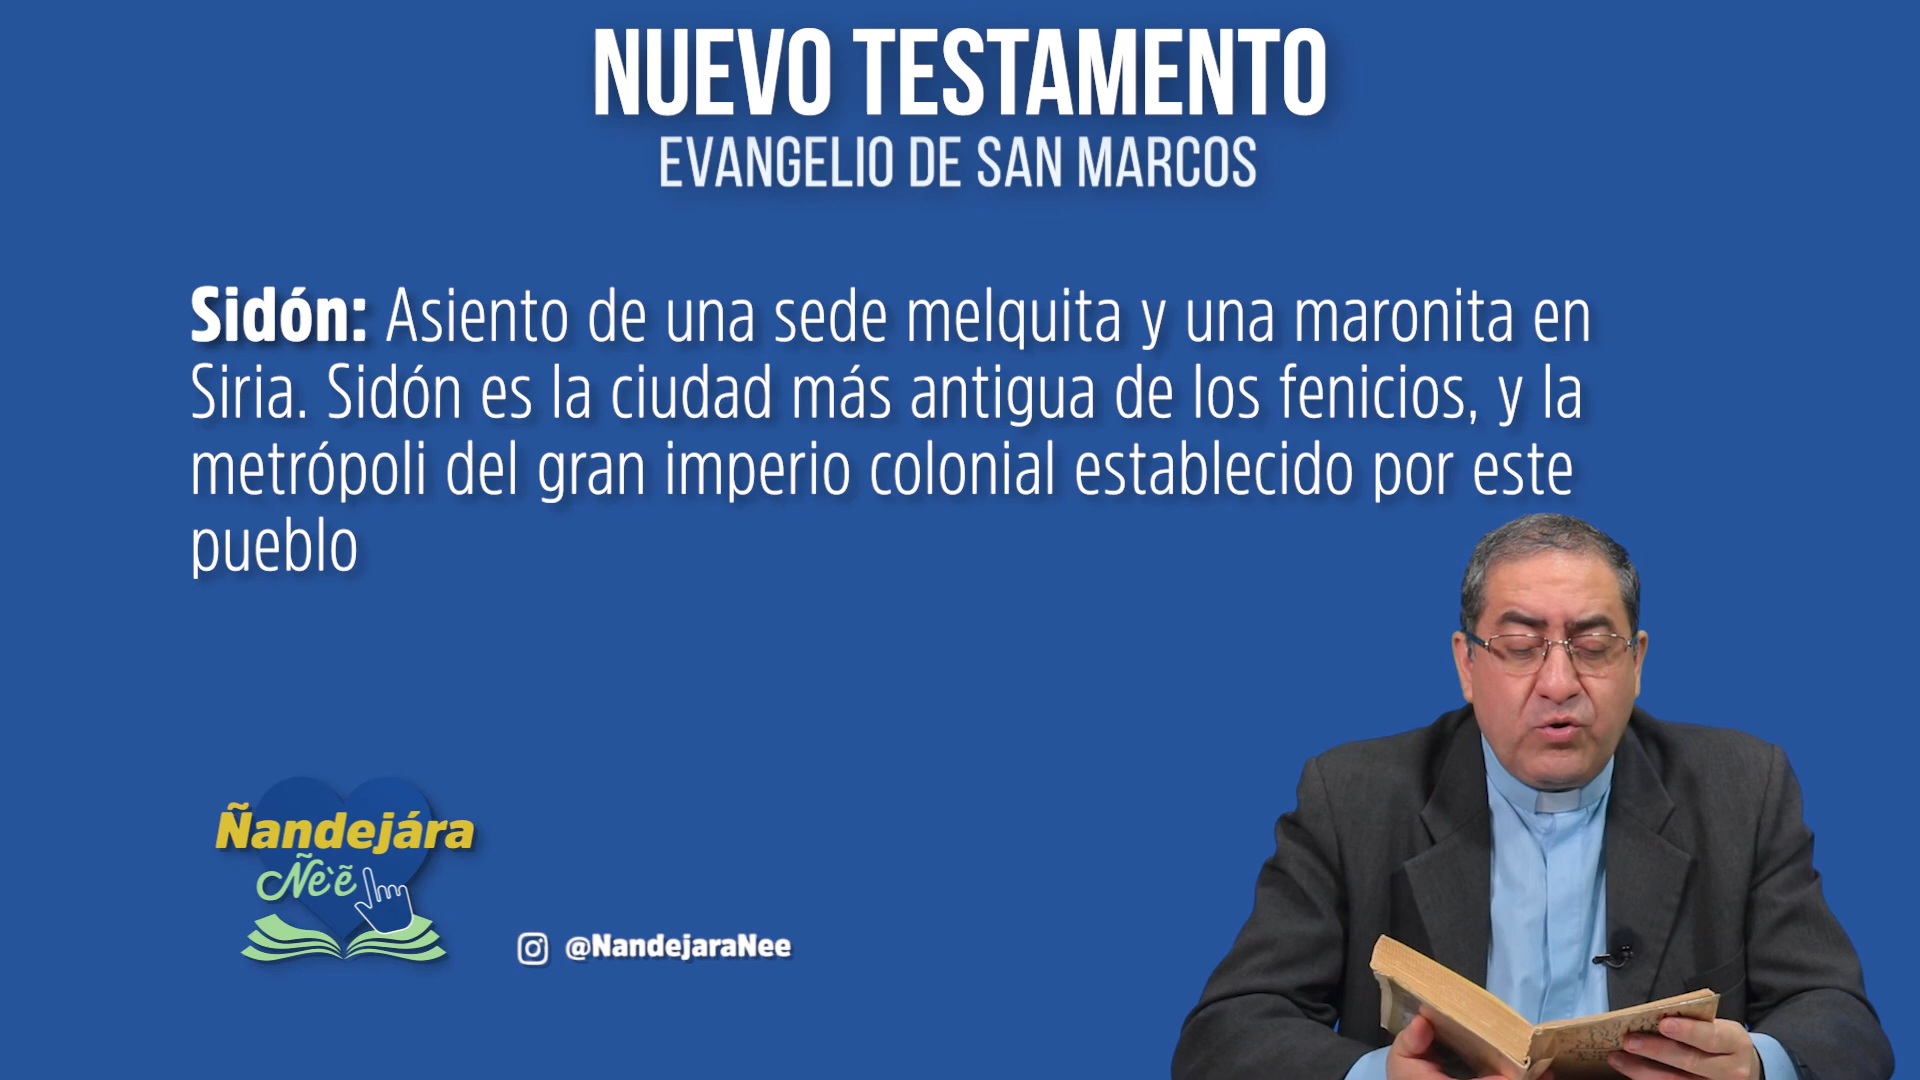 NUEVO TESTAMENTO
EVANGELIO DE SAN MARCOS
Sidón: Asiento de una sede melquita y una maronita en
Siria. Sidón es la ciudad más antigua de los fenicios, y la
metrópoli del gran imperio colonial establecido por este
pueblo
Ñandejára
Ñe'ẽ
@NandejaraNee